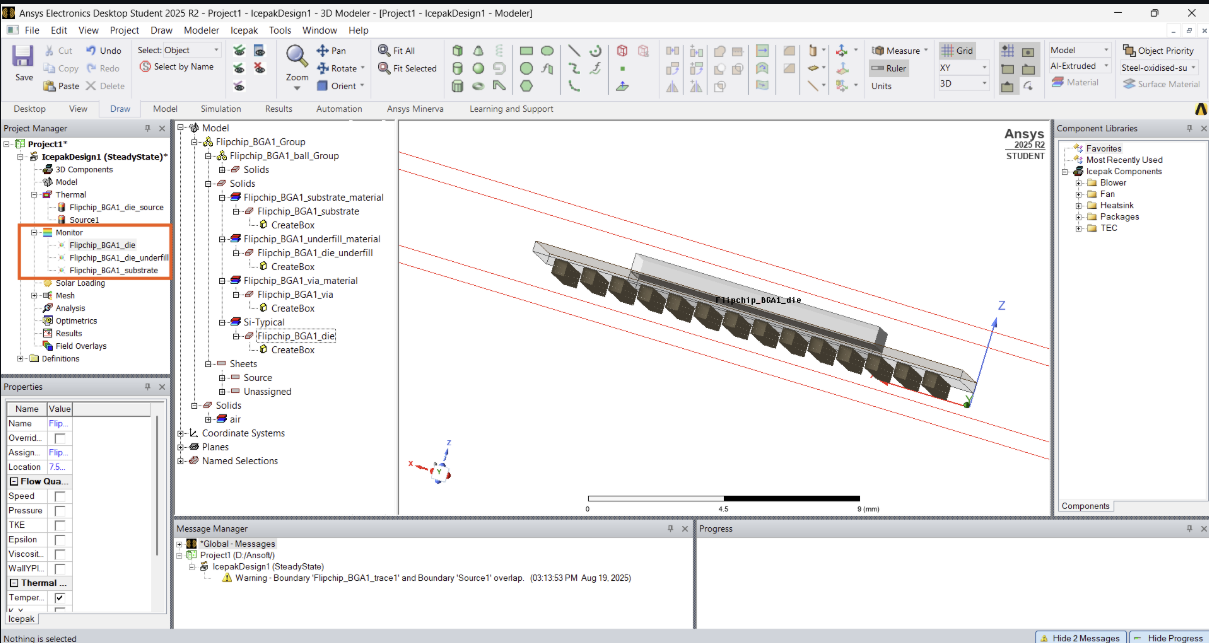 Ansys Electronics Desktop Student 2025 R2 - Project1 - IcepakDesign1 - 3D Modeler - [Project1 - IcepakDesign1 - Modeler]
File Edit View Project Draw Modeler Icepak Tools Window Help
Save
Cut
Copy
Paste
Undo
Redo
Delete
Select: Object
Select by Name
Zoom
Pan
Rotate
Orient
Fit All
Fit Selected
Measure
Ruler
Units
Grid
XY
3D
Model
AI-Extruded
Material
Object Priority
Steel-oxidised-su
Surface Material
Desktop View Draw Model Simulation Results Automation Ansys Minerva Learning and Support
Project Manager
Project1*
IcepakDesign1 (SteadyState)*
3D Components
Model
Thermal
Flipchip_BGA1_die_source
Source1
Monitor
Flipchip_BGA1_die
Flipchip_BGA1_die_underfill
Flipchip_BGA1_substrate
Solar Loading
Mesh
Analysis
Optimetrics
Results
Field Overlays
Definitions
Properties
Name Value
Name Flip...
Overrid...
Assign... Flip...
Location 7.5...
Flow Qua...
Speed
Pressure
TKE
Epsilon
Viscosit...
WallYPl...
Thermal ...
Temper...
Icepak
Nothing is selected
Model
Flipchip_BGA1_Group
Flipchip_BGA1_ball_Group
Solids
Solids
Flipchip_BGA1_substrate_material
Flipchip_BGA1_substrate
CreateBox
Flipchip_BGA1_underfill_material
Flipchip_BGA1_die_underfill
CreateBox
Flipchip_BGA1_via_material
Flipchip_BGA1_via
CreateBox
Si-Typical
Flipchip_BGA1_die
CreateBox
Sheets
Source
Unassigned
Solids
air
Coordinate Systems
Planes
Named Selections
Ansys
2025 R2
STUDENT
Flipchip_BGA1_die
Z
Z
X
Y
0 4.5 9 (mm)
Component Libraries
Favorites
Most Recently Used
Icepak Components
Blower
Fan
Heatsink
Packages
TEC
Components
Message Manager
*Global - Messages
Project1 (D:/Ansoft/)
IcepakDesign1 (SteadyState)
Warning - Boundary 'Flipchip_BGA1_trace1' and Boundary 'Source1' overlap. (03:13:53 PM Aug 19, 2025)
Progress
Hide 2 Messages
Hide Progress